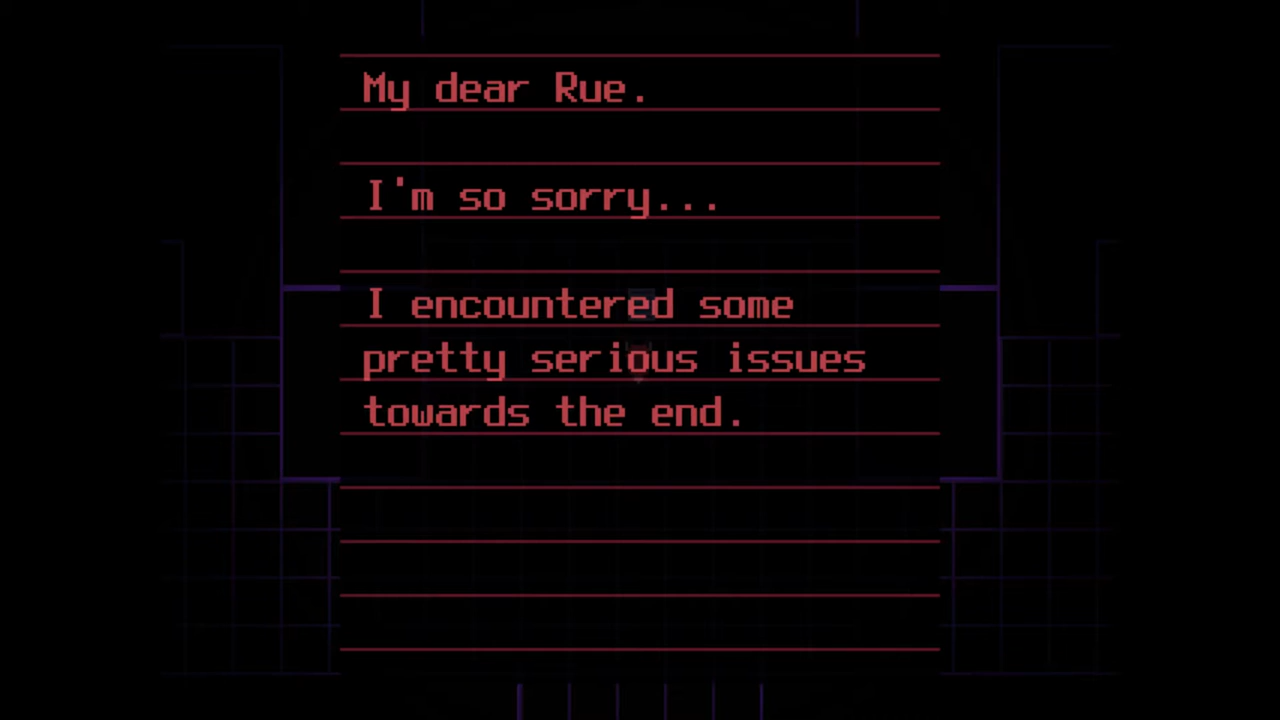 My dear Rue.
I'm so sorry...
I encountered some
pretty serious issues
towards the end.